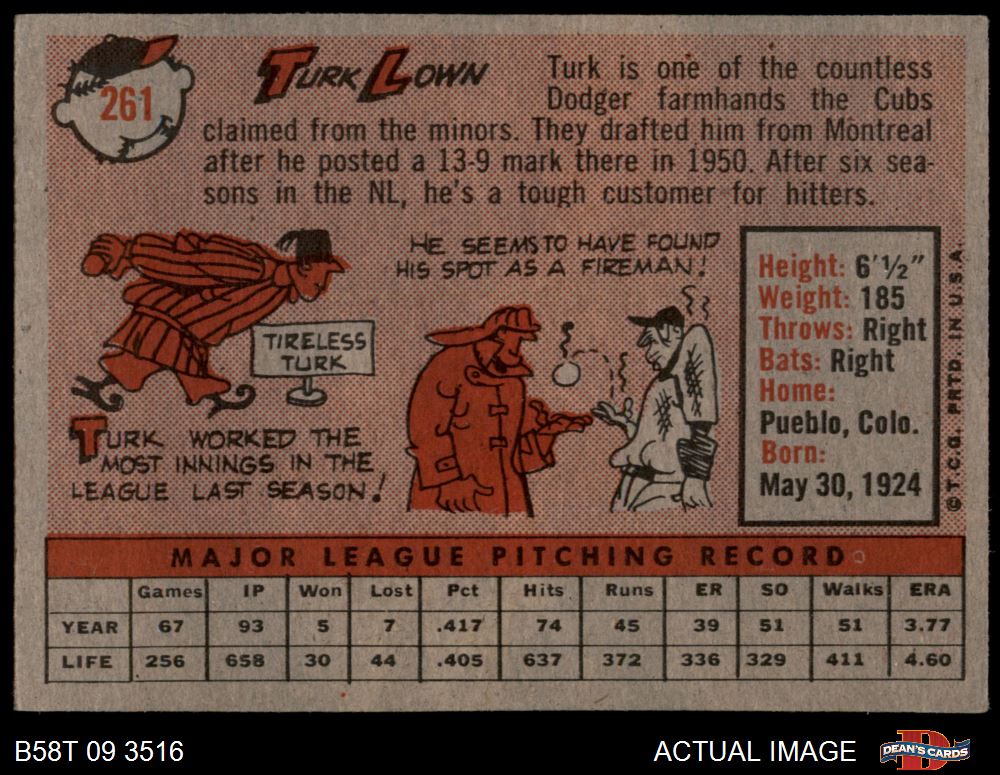 261
TURK LOWN
Turk is one of the countless
Dodger farmhands the Cubs
claimed from the minors. They drafted him from Montreal
after he posted a 13-9 mark there in 1950. After six sea-
sons in the NL, he's a tough customer for hitters.
HE SEEMS TO HAVE FOUND
HIS SPOT AS A FIREMAN!
TIRELESS
TURK
TURK WORKED THE
MOST INNINGS IN THE
LEAGUE LAST SEASON!
Height: 6'½"
Weight: 185
Throws: Right
Bats: Right
Home:
Pueblo, Colo.
Born:
May 30, 1924
©T.C.G. PRTD. IN U.S.A.
MAJOR LEAGUE PITCHING RECORD
Games IP Won Lost Pct Hits Runs ER SO Walks ERA
YEAR 67 93 5 7 .417 74 45 39 51 51 3.77
LIFE 256 658 30 44 .405 637 372 336 329 411 4.60
B58T 09 3516
ACTUAL IMAGE
DEAN'S CARDS